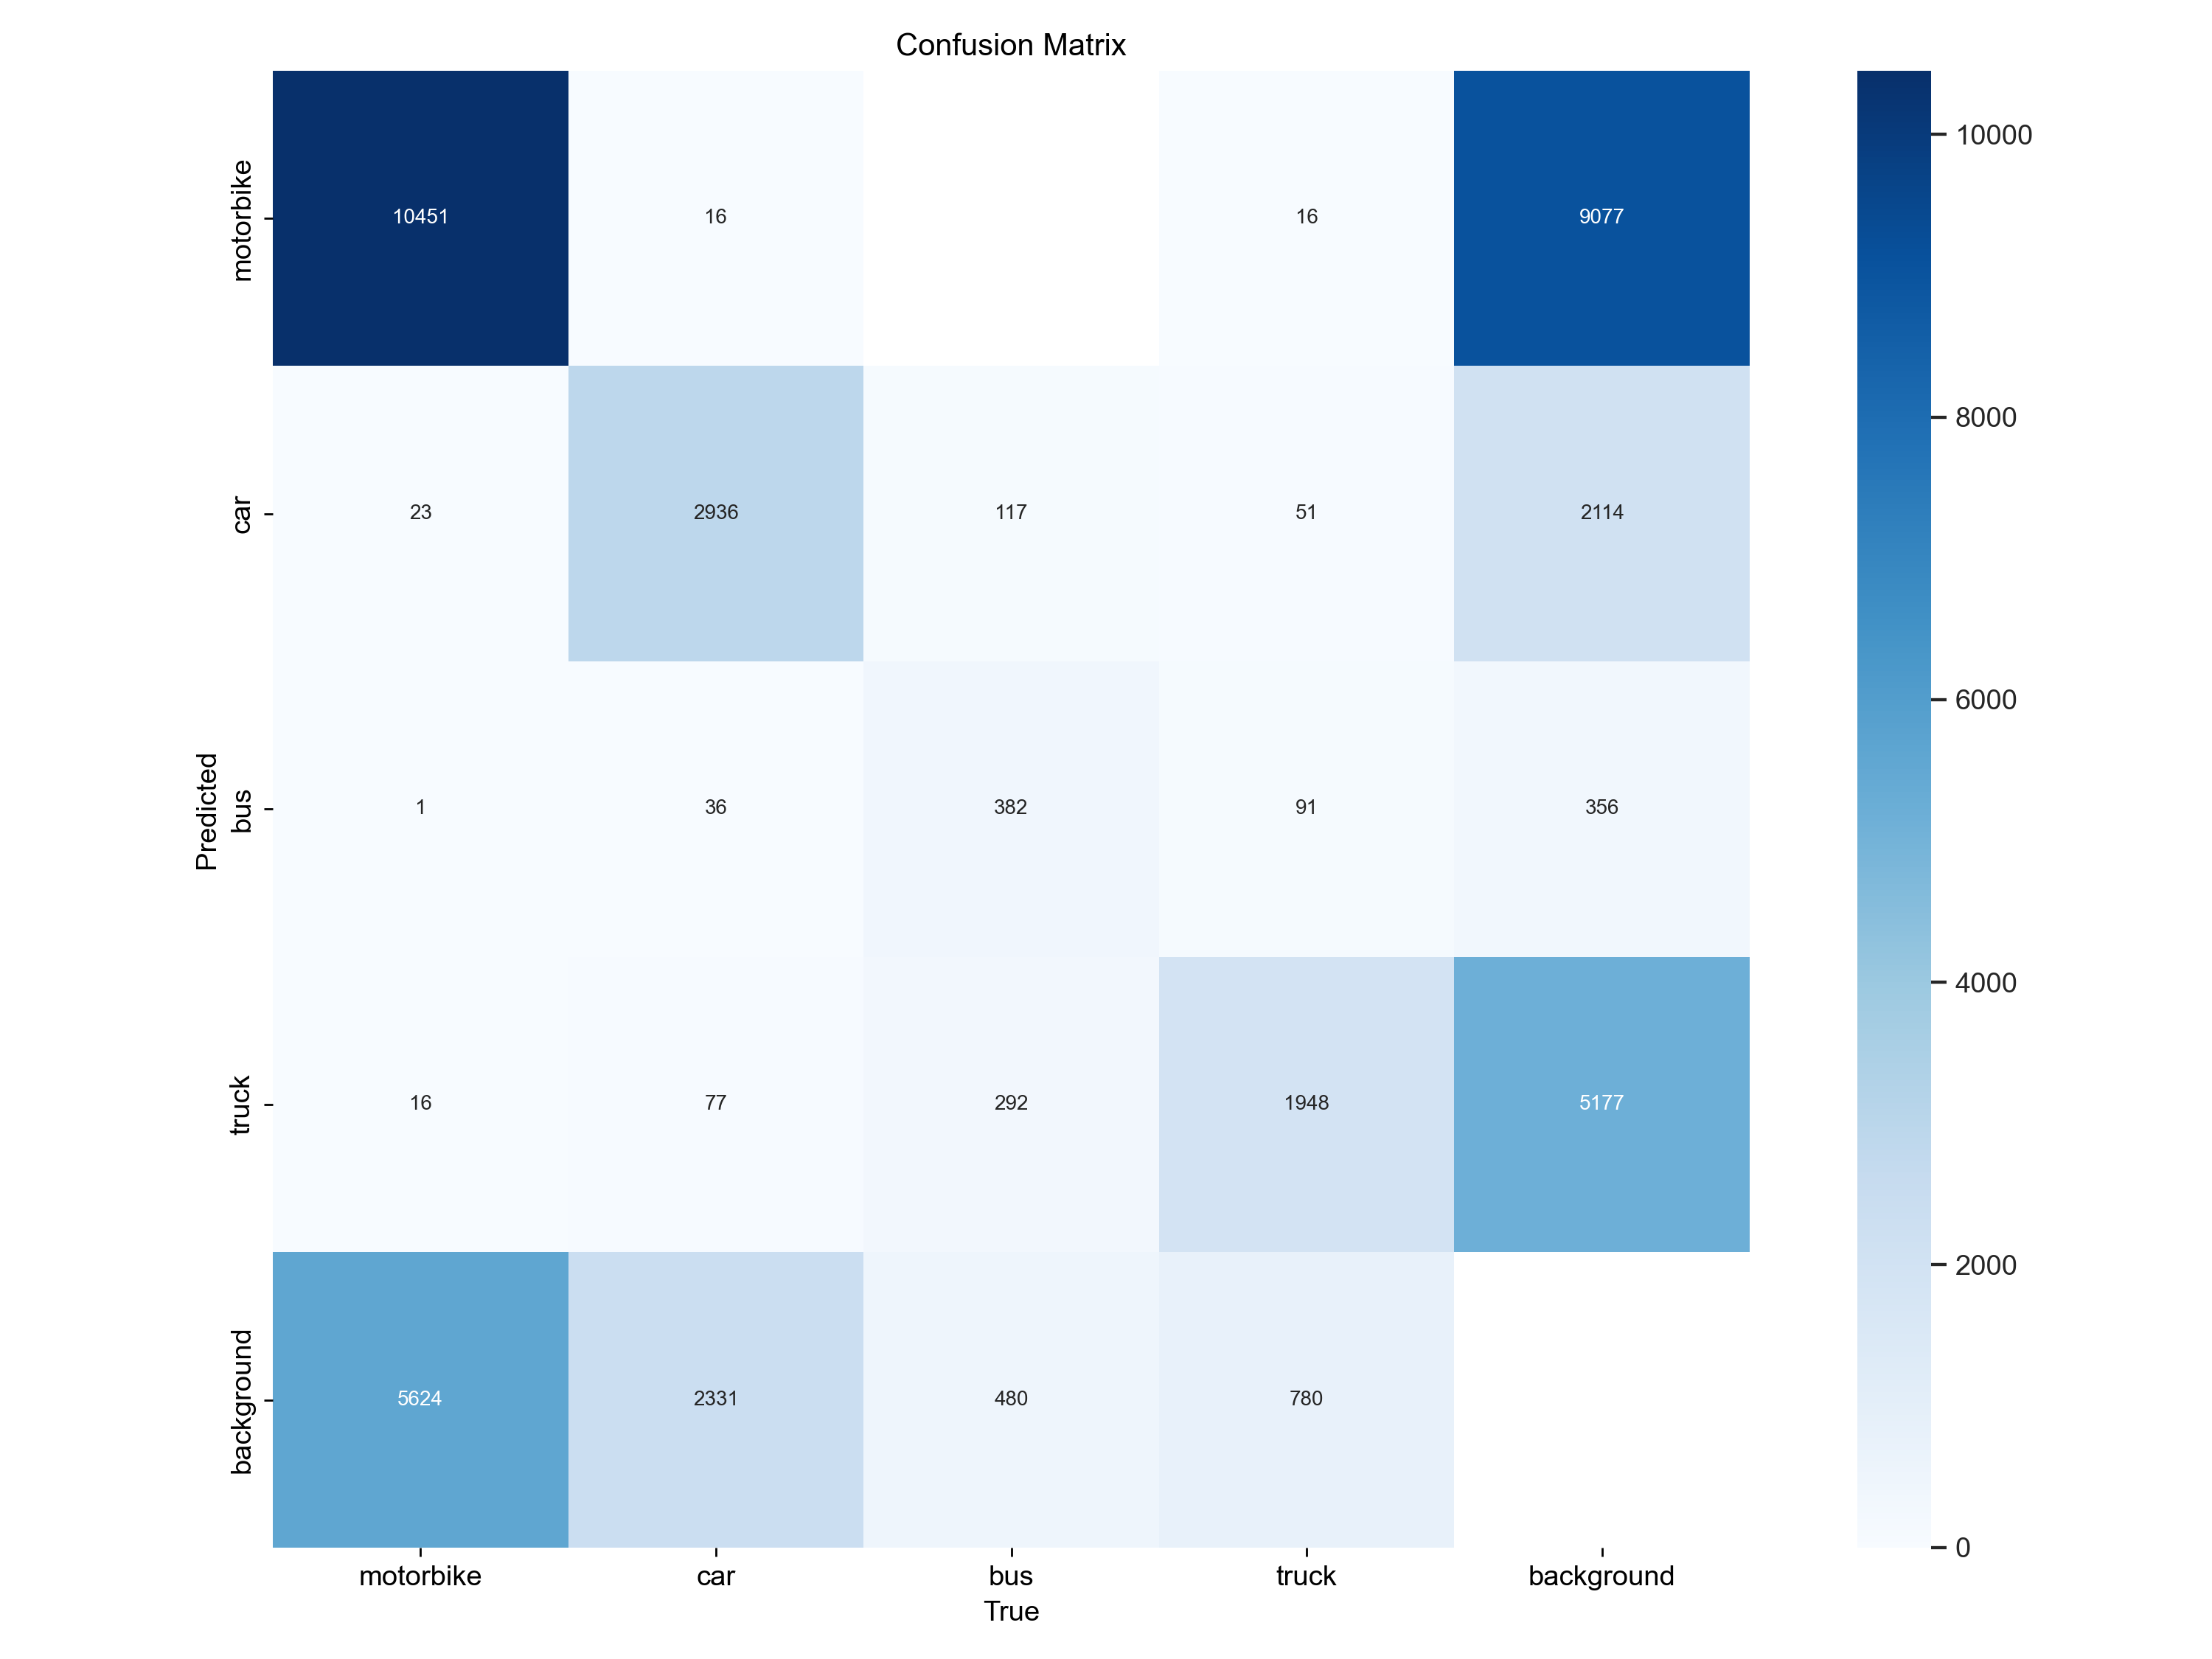 Confusion Matrix
motorbike
10451
16
16
9077
10000
car
23
2936
117
51
2114
8000
6000
Predicted
bus
1
36
382
91
356
4000
truck
16
77
292
1948
5177
2000
background
5624
2331
480
780
0
motorbike
car
bus
truck
background
True